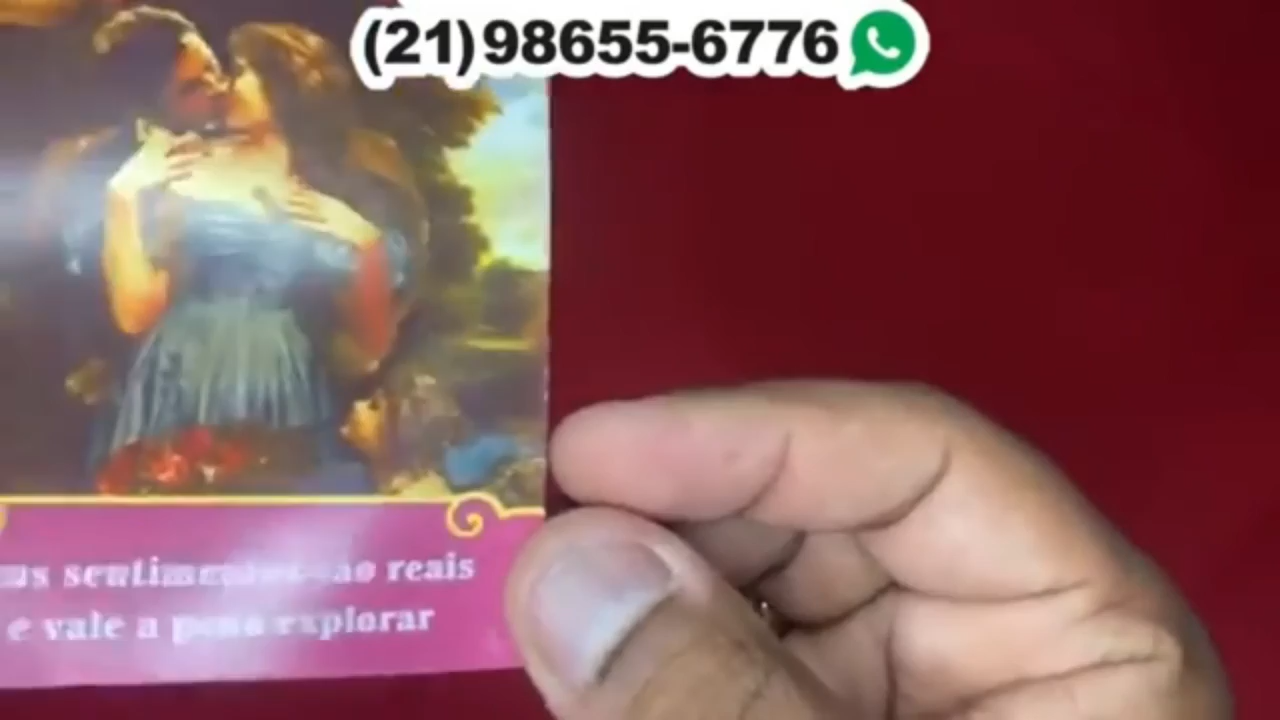 (21)98655-6776
sentimentos são reais
e vale a pena explorar